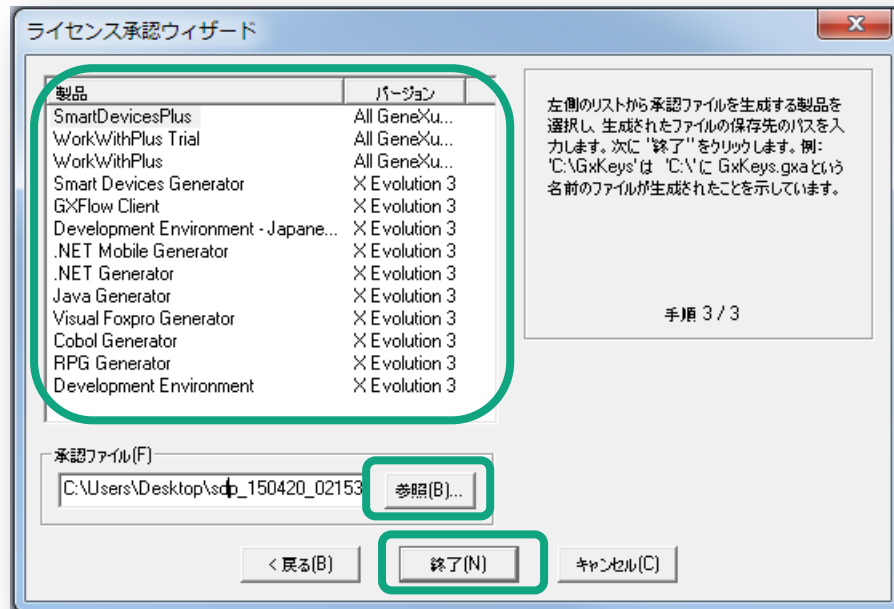 ライセンス承認ウィザード
製品 バージョン
SmartDevicesPlus All GeneXu...
WorkWithPlus Trial All GeneXu...
WorkWithPlus All GeneXu...
Smart Devices Generator X Evolution 3
GXFlow Client X Evolution 3
Development Environment - Japane... X Evolution 3
.NET Mobile Generator X Evolution 3
.NET Generator X Evolution 3
Java Generator X Evolution 3
Visual Foxpro Generator X Evolution 3
Cobol Generator X Evolution 3
RPG Generator X Evolution 3
Development Environment X Evolution 3
左側のリストから承認ファイルを生成する製品を
選択し、生成されたファイルの保存先のパスを入
力します。次に "終了" をクリックします。例:
'C:\GxKeys'は 'C:\'に GxKeys.gxaという
名前のファイルが生成されたことを示しています。
手順 3 / 3
承認ファイル(F)
C:\Users\Desktop\sdp_150420_02153
参照(B)...
< 戻る(B)
終了(N)
キャンセル(C)